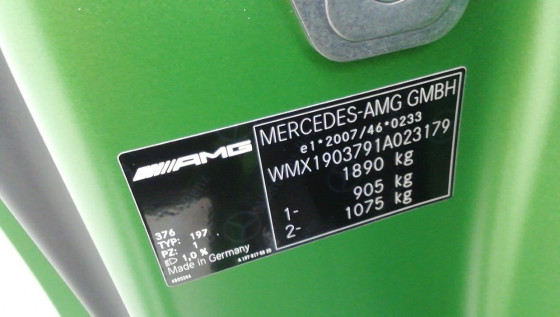 AMG
376
TYP: 197
PZ: 1
1,0%
Made in Germany
MERCEDES-AMG GMBH
e1*2007/46*0233
WMX1903791A023179
1890 kg
1- 905 kg
2- 1075 kg